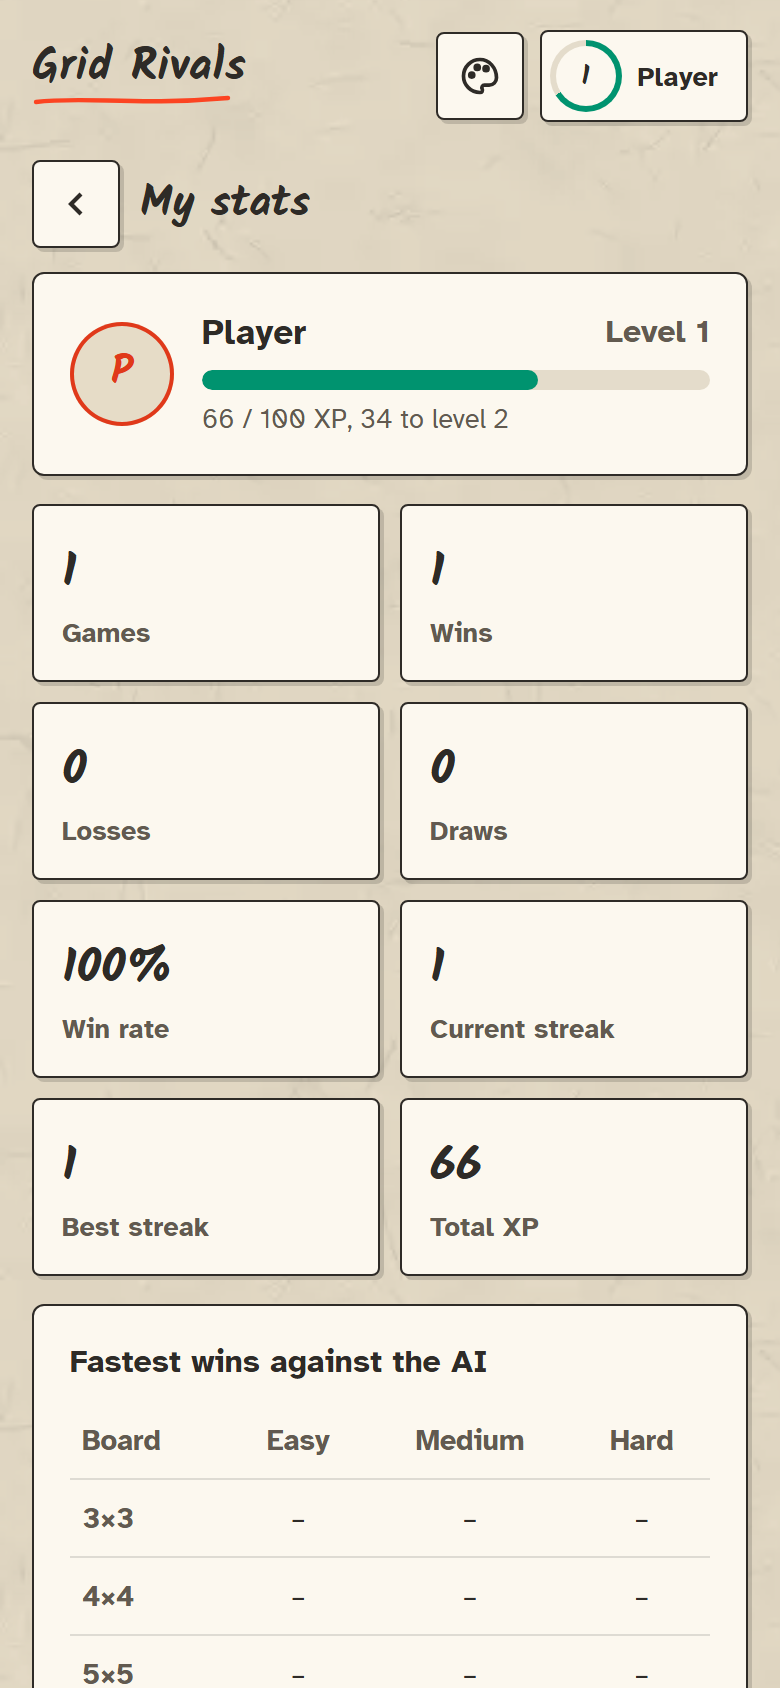 Grid Rivals
1
Player
My stats
P
Player
Level 1
66 / 100 XP, 34 to level 2
1
Games
1
Wins
0
Losses
0
Draws
100%
Win rate
1
Current streak
1
Best streak
66
Total XP
Fastest wins against the AI
Board Easy Medium Hard
3×3 – – –
4×4 – – –
5×5 – – –